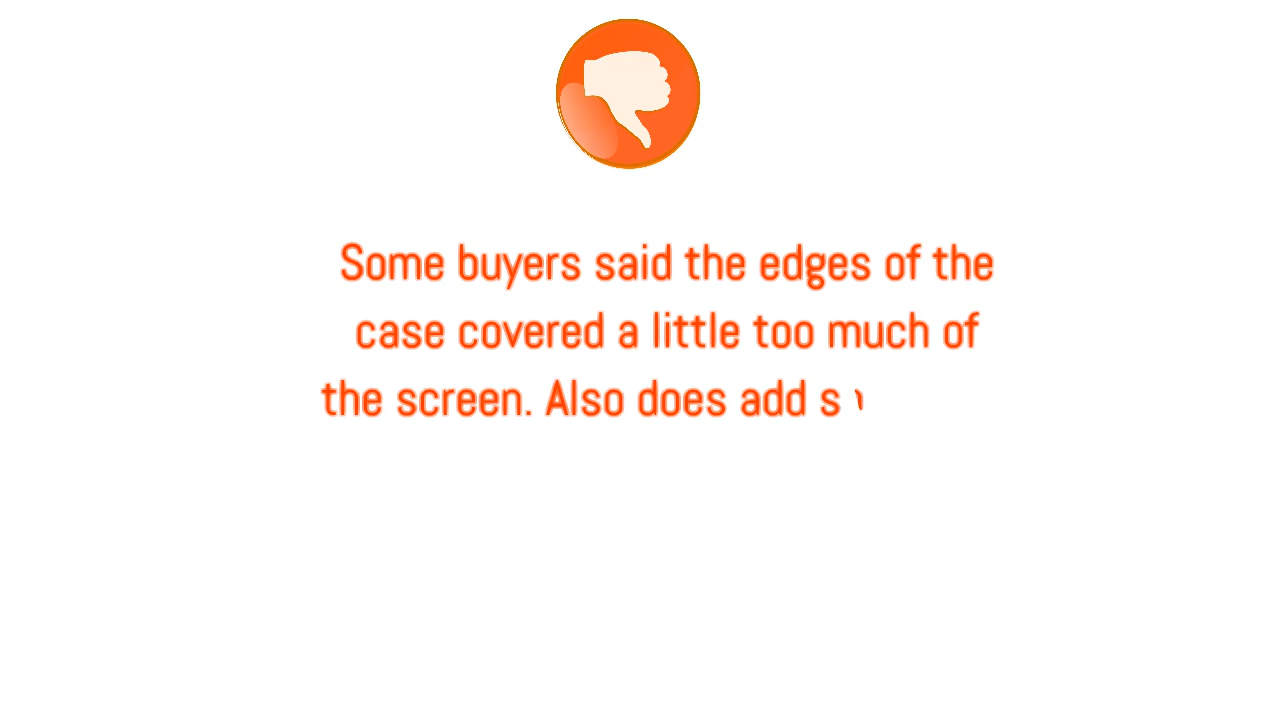 Some buyers said the edges of the
case covered a little too much of
the screen. Also does add s